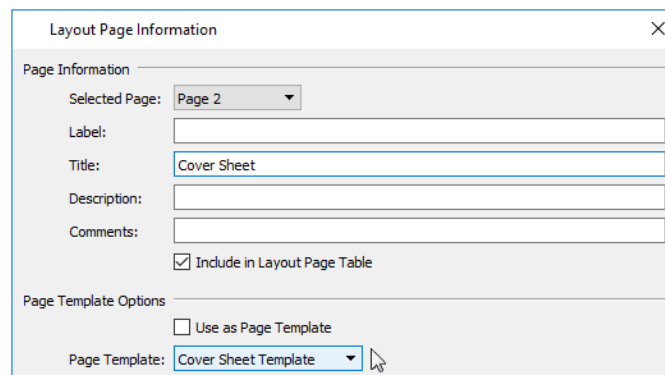 Layout Page Information
Page Information
Selected Page: Page 2
Label:
Title: Cover Sheet
Description:
Comments:
Include in Layout Page Table
Page Template Options
Use as Page Template
Page Template: Cover Sheet Template